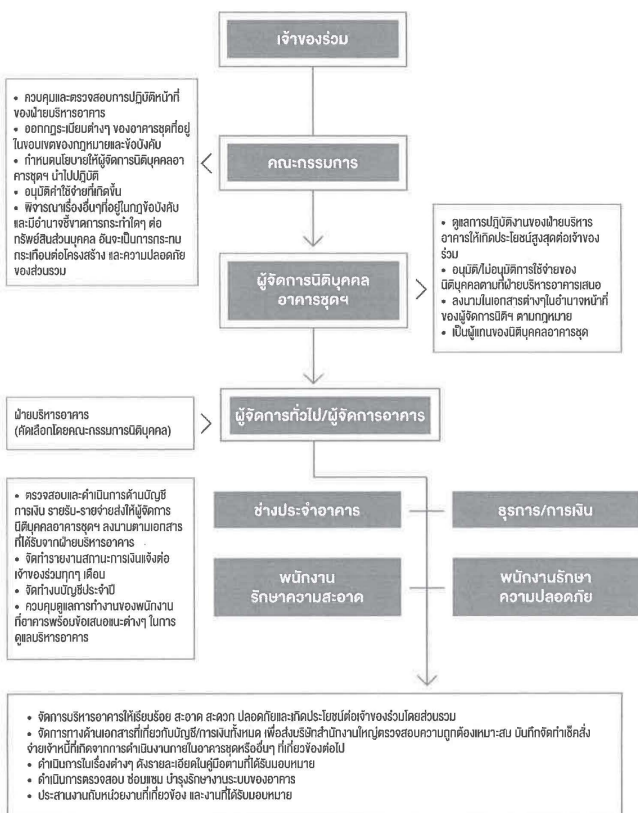 เจ้าของร่วม
• ควบคุมและตรวจสอบการปฏิบัติหน้าที่
ของฝ่ายบริหารอาคาร
• ออกกฎระเบียบต่างๆ ของอาคารชุดที่อยู่
ในขอบเขตของกฎหมายและข้อบังคับ
• กำหนดนโยบายให้ผู้จัดการนิติบุคคลอา
คารชุดฯ นำไปปฏิบัติ
• อนุมัติค่าใช้จ่ายที่เกิดขึ้น
• พิจารณาเรื่องอื่นๆที่อยู่ในกฎข้อบังคับ
และมีอำนาจชี้ขาดการกระทำใดๆ ต่อ
ทรัพย์สินส่วนบุคคล อันจะเป็นการกระทบ
กระเทือนต่อโครงสร้าง และความปลอดภัย
ของส่วนรวม
คณะกรรมการ
ผู้จัดการนิติบุคคล
อาคารชุดฯ
• ดูแลการปฏิบัติงานของฝ่ายบริหาร
อาคารให้เกิดประโยชน์สูงสุดต่อเจ้าของ
ร่วม
• อนุมัติ/ไม่อนุมัติการใช้จ่ายของ
นิติบุคคลตามที่ฝ่ายบริหารอาคารเสนอ
• ลงนามในเอกสารต่างๆในอำนาจหน้าที่
ของผู้จัดการนิติฯ ตามกฎหมาย
• เป็นผู้แทนของนิติบุคคลอาคารชุด
ฝ่ายบริหารอาคาร
(คัดเลือกโดยคณะกรรมการนิติบุคคล)
ผู้จัดการทั่วไป/ผู้จัดการอาคาร
• ตรวจสอบและดำเนินการด้านบัญชี
การเงิน รายรับ-รายจ่ายส่งให้ผู้จัดการ
นิติบุคคลอาคารชุดฯ ลงนามตามเอกสาร
ที่ได้รับจากฝ่ายบริหารอาคาร
• จัดทำรายงานสถานะการเงินแจ้งต่อ
เจ้าของร่วมทุกๆ เดือน
• จัดทำงบบัญชีประจำปี
• ควบคุมดูแลการทำงานของพนักงาน
ที่อาคารพร้อมข้อเสนอแนะต่างๆ ในการ
ดูแลบริหารอาคาร
ช่างประจำอาคาร
ธุรการ/การเงิน
พนักงาน
รักษาความสะอาด
พนักงานรักษา
ความปลอดภัย
• จัดการบริหารอาคารให้เรียบร้อย สะอาด สะดวก ปลอดภัยและเกิดประโยชน์ต่อเจ้าของร่วมโดยส่วนรวม
• จัดการทางด้านเอกสารที่เกี่ยวกับบัญชี/การเงินทั้งหมด เพื่อส่งบริษัทสำนักงานใหญ่ตรวจสอบความถูกต้องเหมาะสม บันทึกจัดทำเช็คสั่ง
จ่ายเจ้าหนี้ที่เกิดจากการดำเนินงานภายในอาคารชุดหรืออื่นๆ ที่เกี่ยวข้องต่อไป
• ดำเนินการในเรื่องต่างๆ ดังรายละเอียดในคู่มือตามที่ได้รับมอบหมาย
• ดำเนินการตรวจสอบ ซ่อมแซม บำรุงรักษางานระบบของอาคาร
• ประสานงานกับหน่วยงานที่เกี่ยวข้อง และงานที่ได้รับมอบหมาย